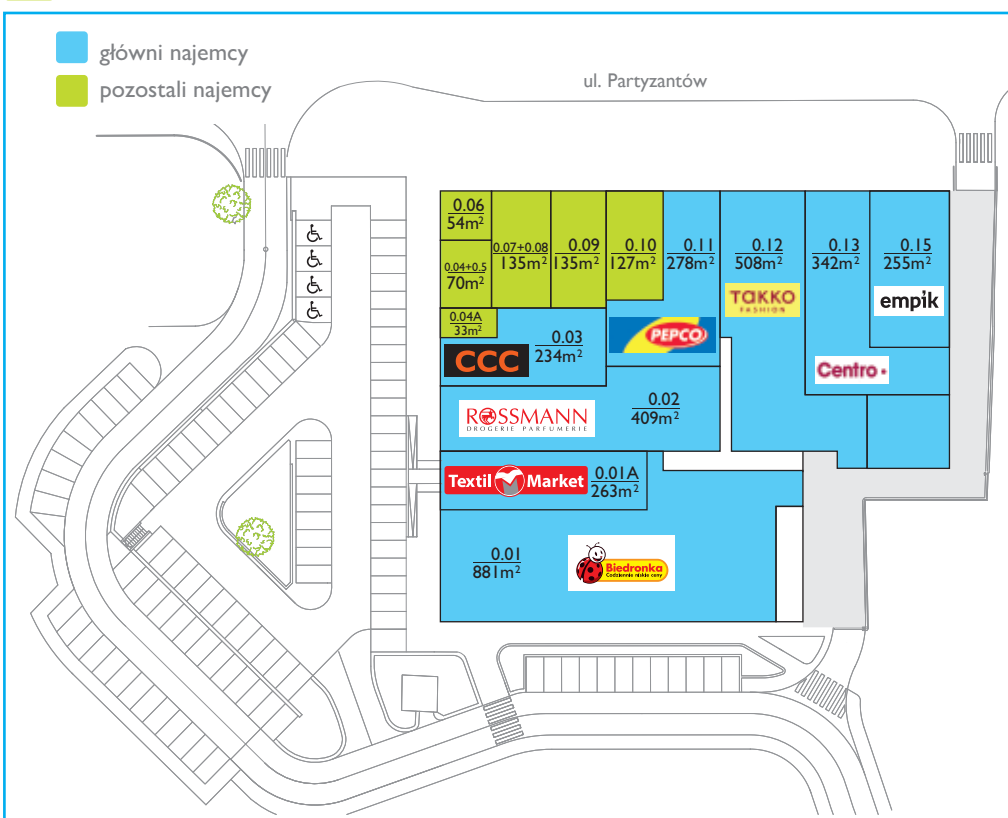 główni najemcy
pozostali najemcy
ul. Partyzantów
0.06
54m²
0.04+0.5
70m²
0.07+0.08
135m²
0.09
135m²
0.10
127m²
0.11
278m²
0.12
508m²
0.13
342m²
0.15
255m²
TAKKO
FASHION
empik
0.04A
33m²
CCC
0.03
234m²
PEPCO
Centro
ROSSMANN
DROGERIE PARFUMERIE
0.02
409m²
Textil Market
0.01A
263m²
0.01
881m²
Biedronka
Codziennie niskie ceny